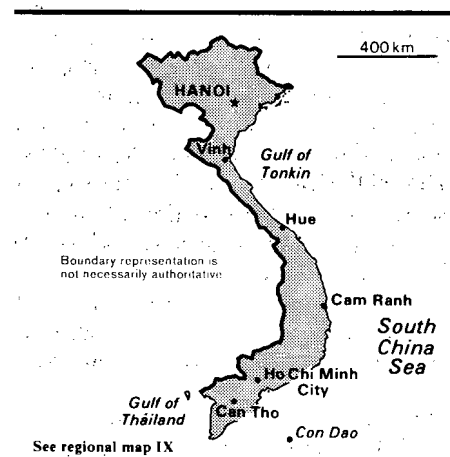 400 km
HANOI
Vinh
Gulf of
Tonkin
Hue
Boundary representation is
not necessarily authoritative
Cam Ranh
South
China
Sea
Ho Chi Minh
City
Gulf of
Thailand
Can Tho
Con Dao
See regional map IX